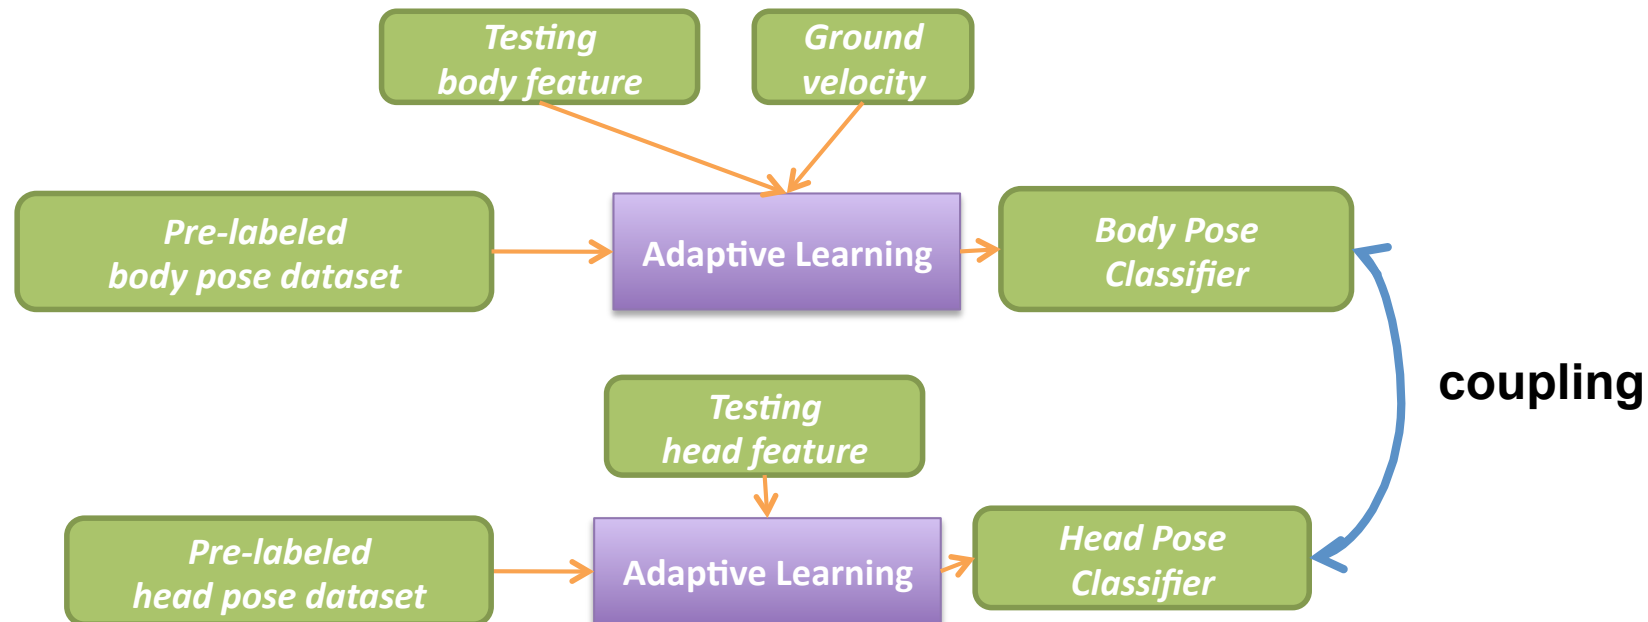 Testing
body feature
Ground
velocity
Pre-labeled
body pose dataset
Adaptive Learning
Body Pose
Classifier
coupling
Testing
head feature
Pre-labeled
head pose dataset
Adaptive Learning
Head Pose
Classifier